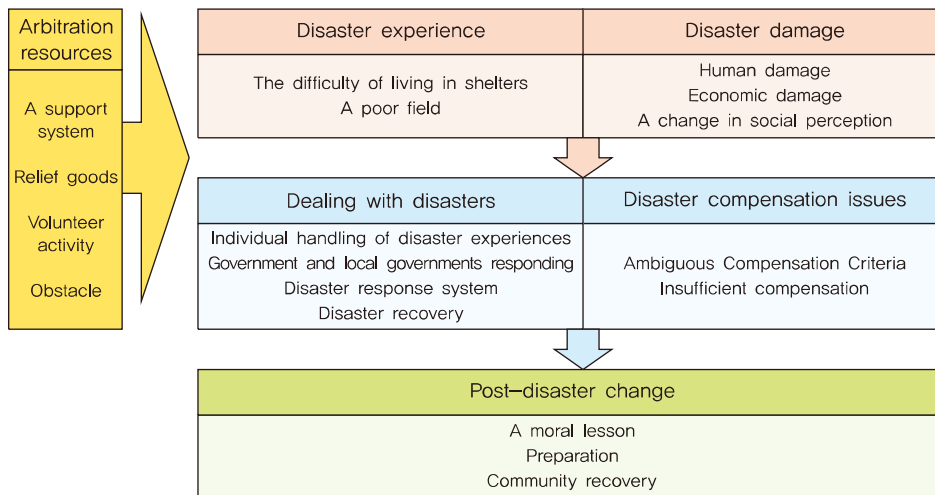 Arbitration
resources
A support
system
Relief goods
Volunteer
activity
Obstacle
Disaster experience
The difficulty of living in shelters
A poor field
Disaster damage
Human damage
Economic damage
A change in social perception
Dealing with disasters
Individual handling of disaster experiences
Government and local governments responding
Disaster response system
Disaster recovery
Disaster compensation issues
Ambiguous Compensation Criteria
Insufficient compensation
Post-disaster change
A moral lesson
Preparation
Community recovery